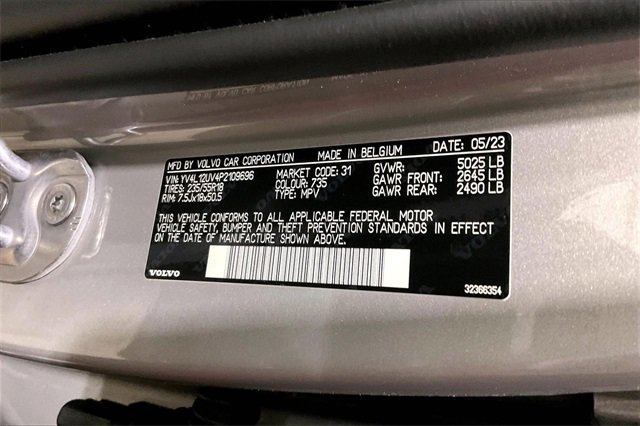 MFD BY VOLVO CAR CORPORATION MADE IN BELGIUM DATE: 05/23
VIN: YV4L12UV4P2109696 MARKET CODE: 31 GVWR: 5025 LB
TIRES: 235/55R18 COLOUR: 735 GAWR FRONT: 2645 LB
RIM: 7.5Jx18x50.5 TYPE: MPV GAWR REAR: 2490 LB
THIS VEHICLE CONFORMS TO ALL APPLICABLE FEDERAL MOTOR
VEHICLE SAFETY, BUMPER AND THEFT PREVENTION STANDARDS IN EFFECT
ON THE DATE OF MANUFACTURE SHOWN ABOVE.
VOLVO 32366354